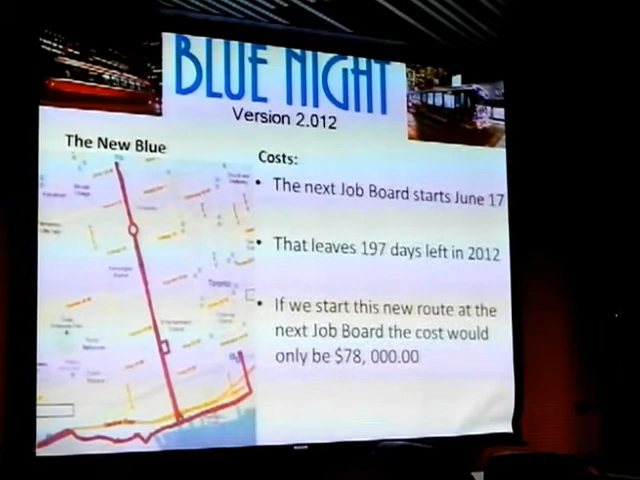 BLUE NIGHT
Version 2.012
The New Blue
Costs:
• The next Job Board starts June 17
• That leaves 197 days left in 2012
• If we start this new route at the
next Job Board the cost would
only be $78, 000.00
Toronto